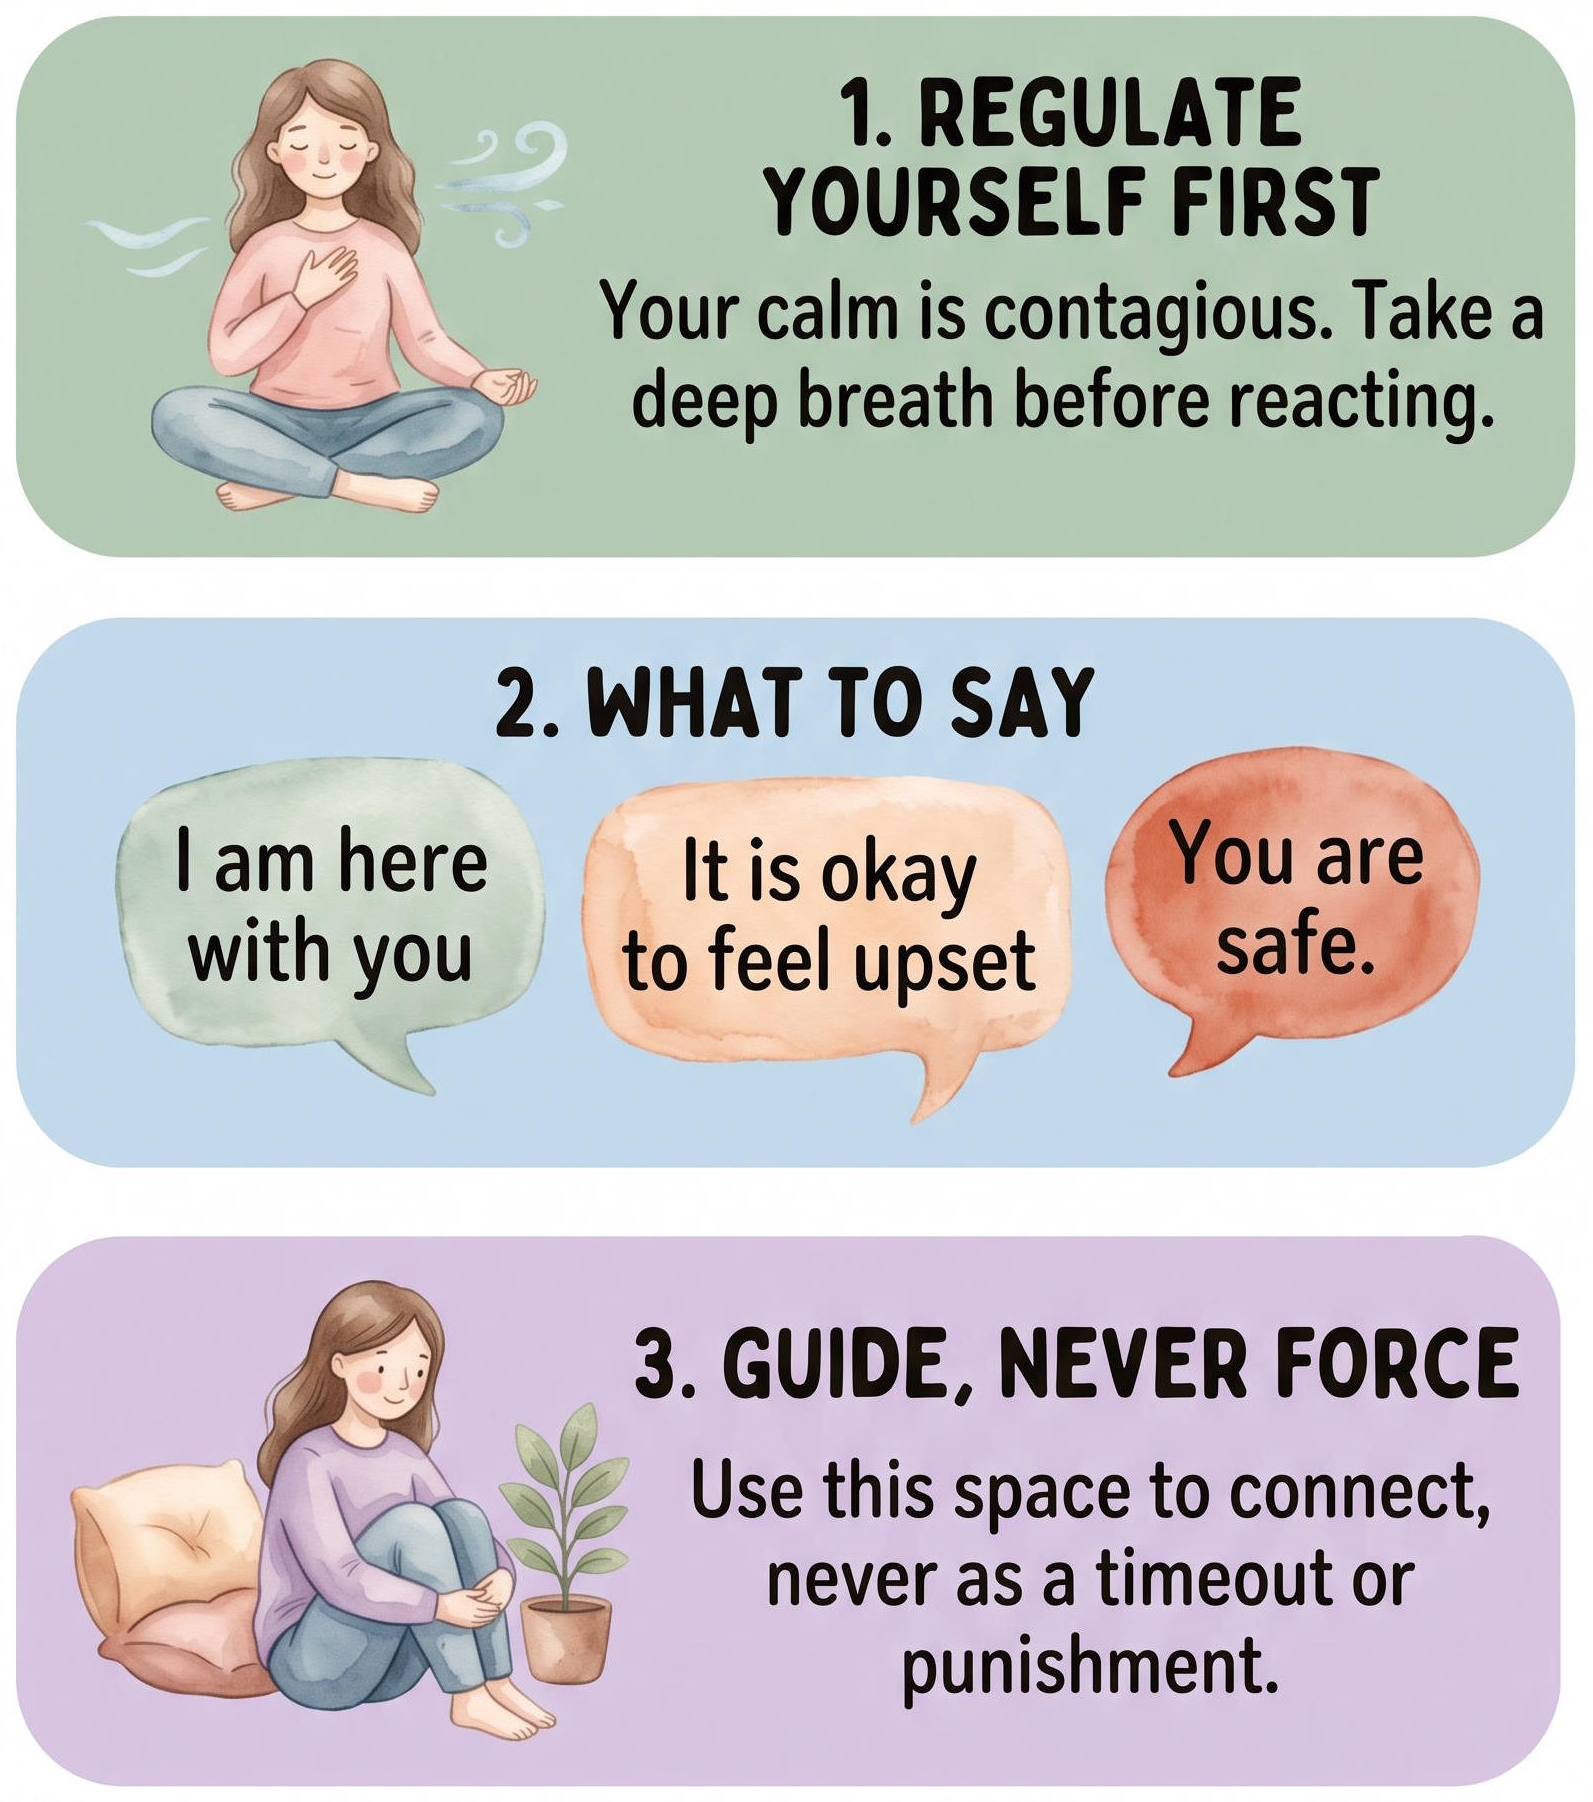 1. REGULATE
YOURSELF FIRST
Your calm is contagious. Take a
deep breath before reacting.
2. WHAT TO SAY
I am here
with you
It is okay
to feel upset
You are
safe.
3. GUIDE, NEVER FORCE
Use this space to connect,
never as a timeout or
punishment.